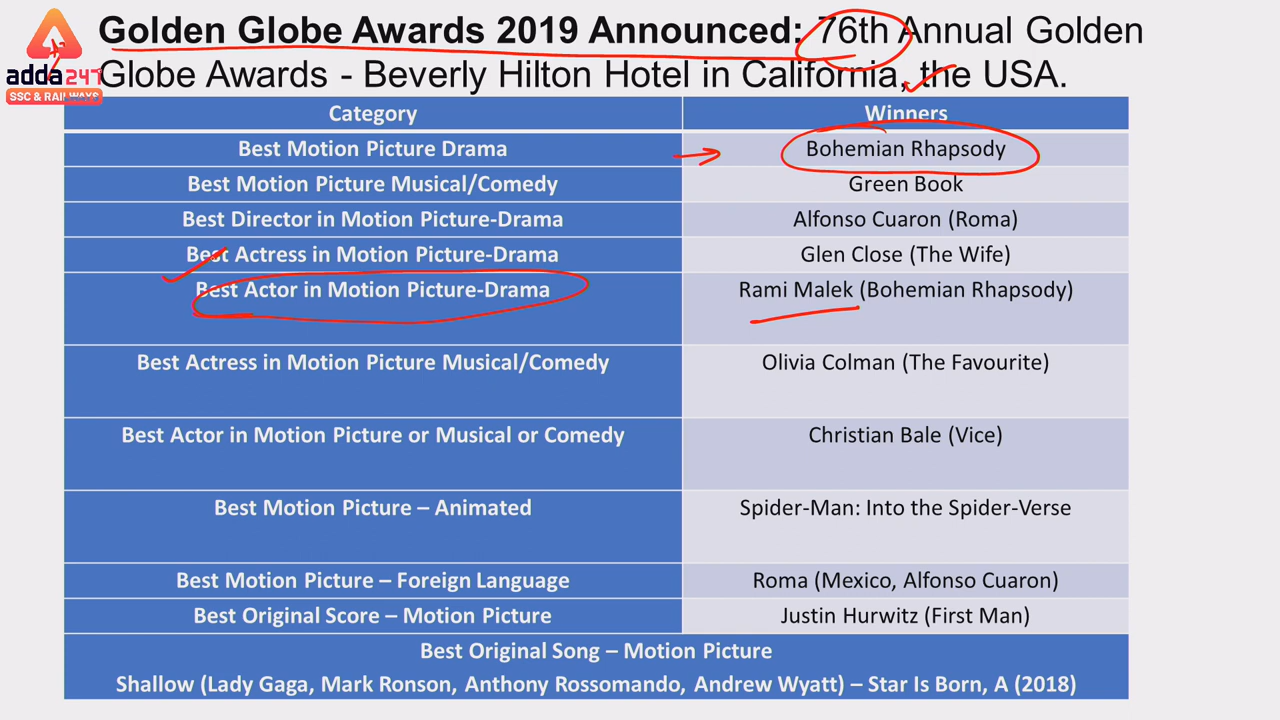 Golden Globe Awards 2019 Announced: 76th Annual Golden
Globe Awards - Beverly Hilton Hotel in California, the USA.
adda247
SSC & RAILWAYS
Category Winners
Best Motion Picture Drama Bohemian Rhapsody
Best Motion Picture Musical/Comedy Green Book
Best Director in Motion Picture-Drama Alfonso Cuaron (Roma)
Best Actress in Motion Picture-Drama Glen Close (The Wife)
Best Actor in Motion Picture-Drama Rami Malek (Bohemian Rhapsody)
Best Actress in Motion Picture Musical/Comedy Olivia Colman (The Favourite)
Best Actor in Motion Picture or Musical or Comedy Christian Bale (Vice)
Best Motion Picture – Animated Spider-Man: Into the Spider-Verse
Best Motion Picture – Foreign Language Roma (Mexico, Alfonso Cuaron)
Best Original Score – Motion Picture Justin Hurwitz (First Man)
Best Original Song – Motion Picture
Shallow (Lady Gaga, Mark Ronson, Anthony Rossomando, Andrew Wyatt) – Star Is Born, A (2018)